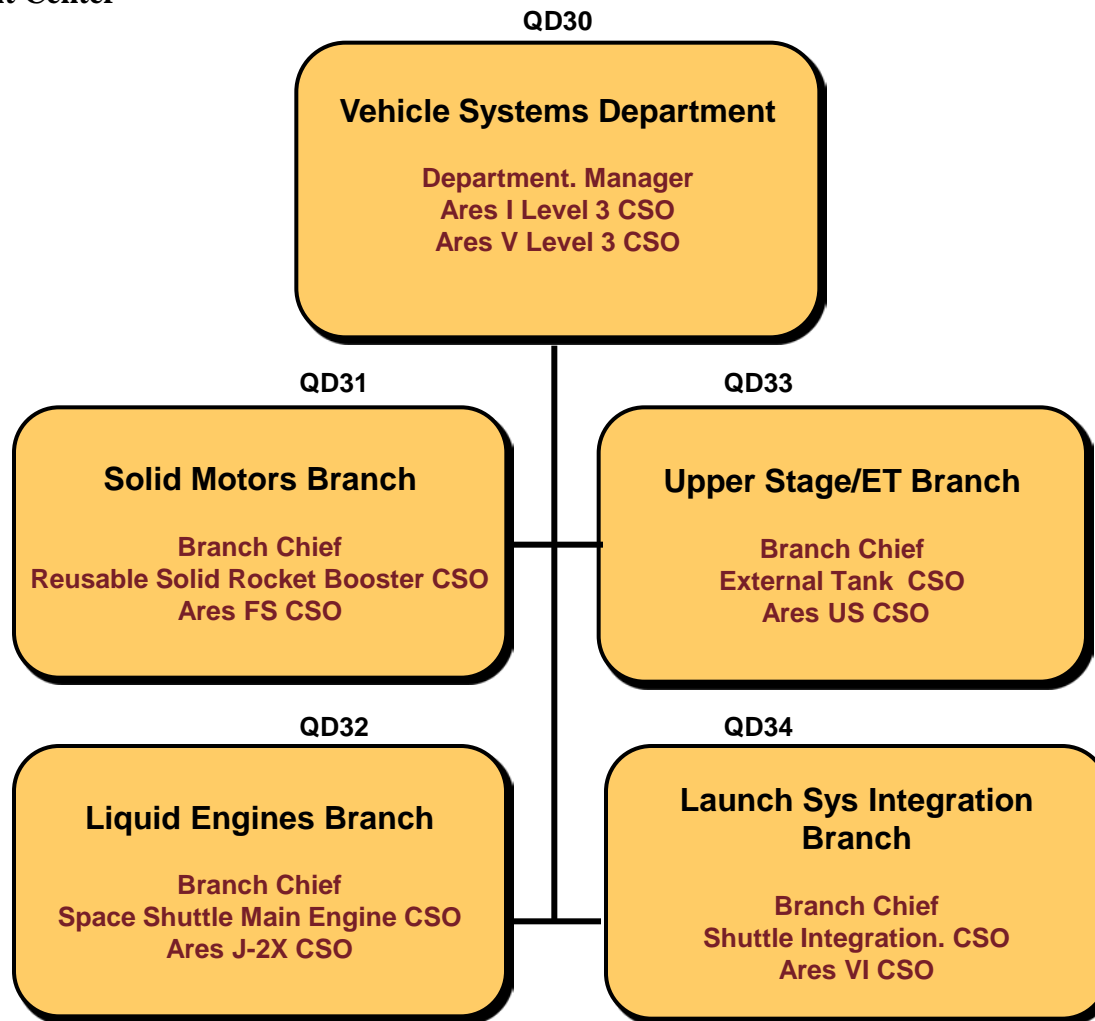 QD30
Vehicle Systems Department
Department. Manager
Ares I Level 3 CSO
Ares V Level 3 CSO
QD31
Solid Motors Branch
Branch Chief
Reusable Solid Rocket Booster CSO
Ares FS CSO
QD33
Upper Stage/ET Branch
Branch Chief
External Tank CSO
Ares US CSO
QD32
Liquid Engines Branch
Branch Chief
Space Shuttle Main Engine CSO
Ares J-2X CSO
QD34
Launch Sys Integration
Branch
Branch Chief
Shuttle Integration. CSO
Ares VI CSO